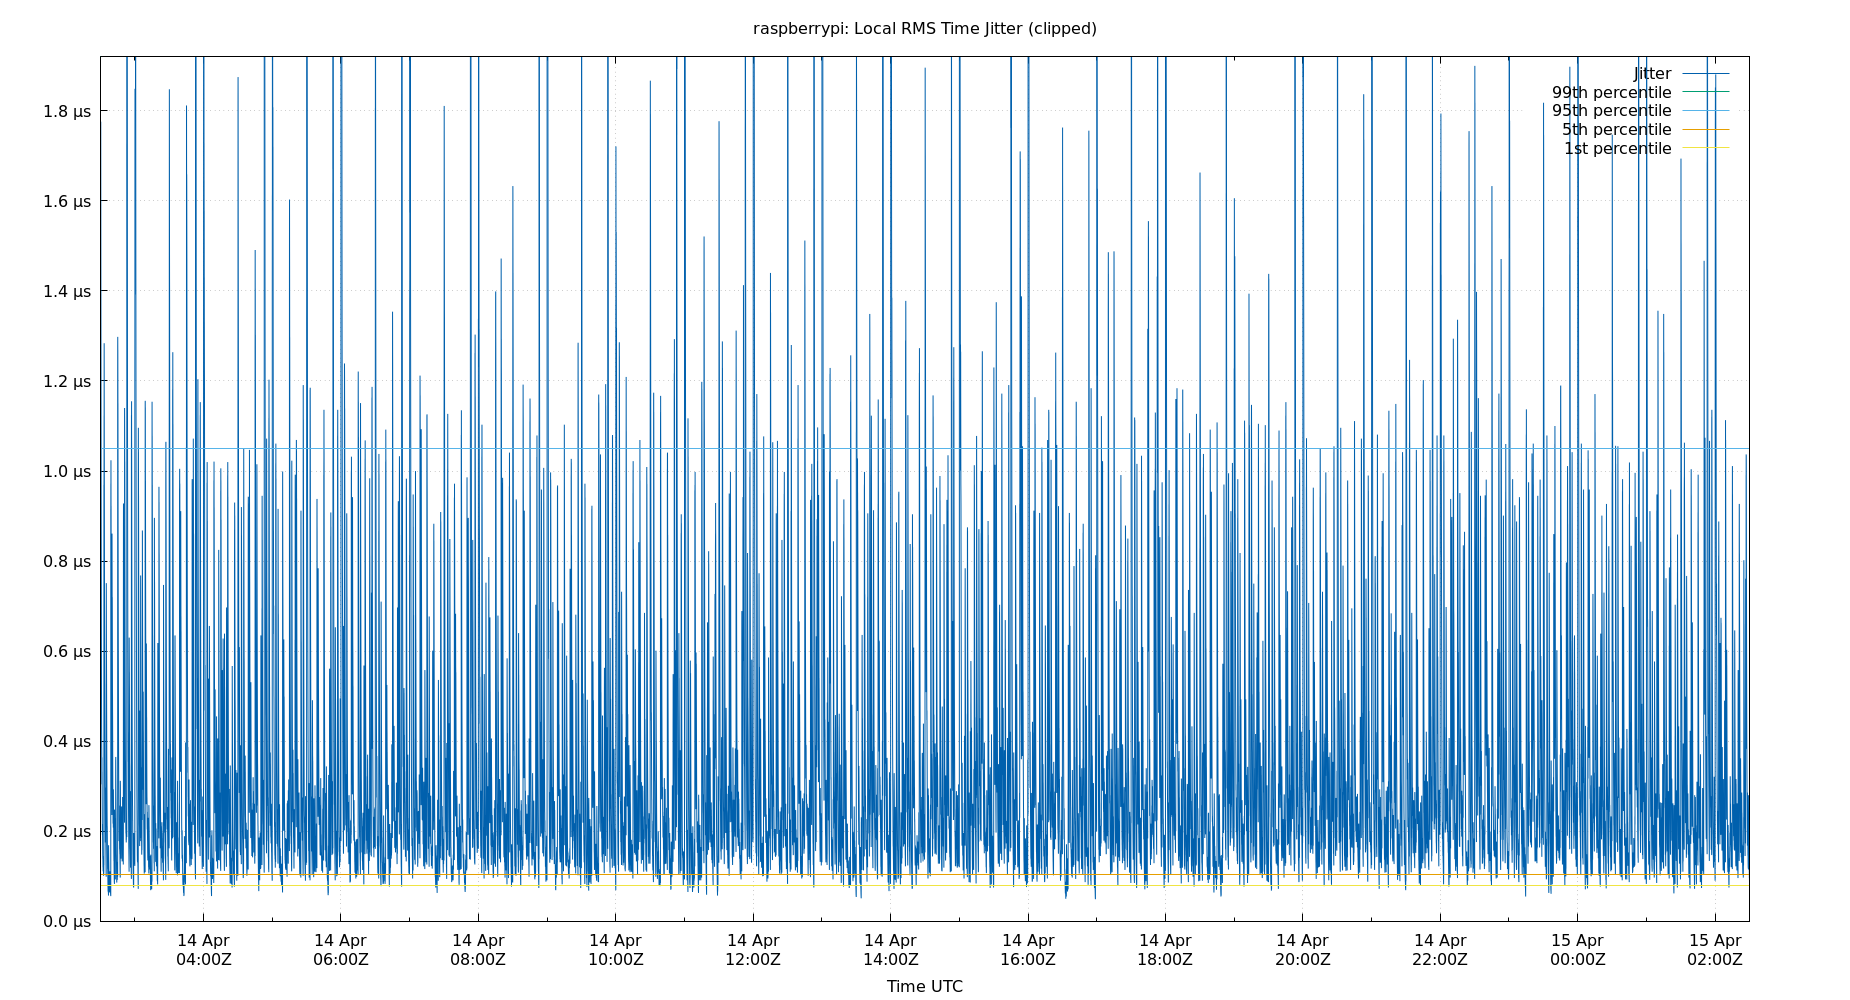 raspberrypi: Local RMS Time Jitter (clipped)
Jitter
99th percentile
95th percentile
5th percentile
1st percentile
1.8 µs
1.6 µs
1.4 µs
1.2 µs
1.0 µs
0.8 µs
0.6 µs
0.4 µs
0.2 µs
0.0 µs
14 Apr 14 Apr 14 Apr 14 Apr 14 Apr 14 Apr 14 Apr 14 Apr 14 Apr 14 Apr 15 Apr 15 Apr
04:00Z 06:00Z 08:00Z 10:00Z 12:00Z 14:00Z 16:00Z 18:00Z 20:00Z 22:00Z 00:00Z 02:00Z
Time UTC